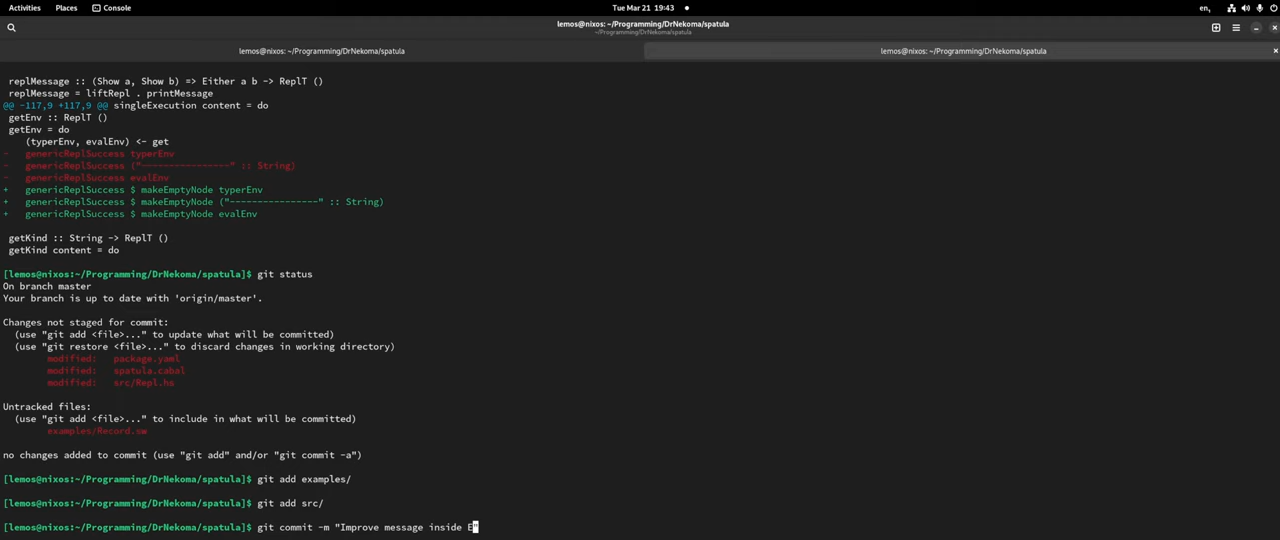 Activities Places Console Tue Mar 21 19:43 en,
lemos@nixos: ~/Programming/DrNekoma/spatula
~/Programming/DrNekoma/spatula
lemos@nixos: ~/Programming/DrNekoma/spatula lemos@nixos: ~/Programming/DrNekoma/spatula
replMessage :: (Show a, Show b) => Either a b -> ReplT ()
replMessage = liftRepl . printMessage
@@ -117,9 +117,9 @@ singleExecution content = do
getEnv :: ReplT ()
getEnv = do
(typerEnv, evalEnv) <- get
- genericReplSuccess typerEnv
- genericReplSuccess ("----------------" :: String)
- genericReplSuccess evalEnv
+ genericReplSuccess $ makeEmptyNode typerEnv
+ genericReplSuccess $ makeEmptyNode ("----------------" :: String)
+ genericReplSuccess $ makeEmptyNode evalEnv
getKind :: String -> ReplT ()
getKind content = do
[lemos@nixos:~/Programming/DrNekoma/spatula]$ git status
On branch master
Your branch is up to date with 'origin/master'.
Changes not staged for commit:
(use "git add <file>..." to update what will be committed)
(use "git restore <file>..." to discard changes in working directory)
modified: package.yaml
modified: spatula.cabal
modified: src/Repl.hs
Untracked files:
(use "git add <file>..." to include in what will be committed)
examples/Record.sw
no changes added to commit (use "git add" and/or "git commit -a")
[lemos@nixos:~/Programming/DrNekoma/spatula]$ git add examples/
[lemos@nixos:~/Programming/DrNekoma/spatula]$ git add src/
[lemos@nixos:~/Programming/DrNekoma/spatula]$ git commit -m "Improve message inside E"